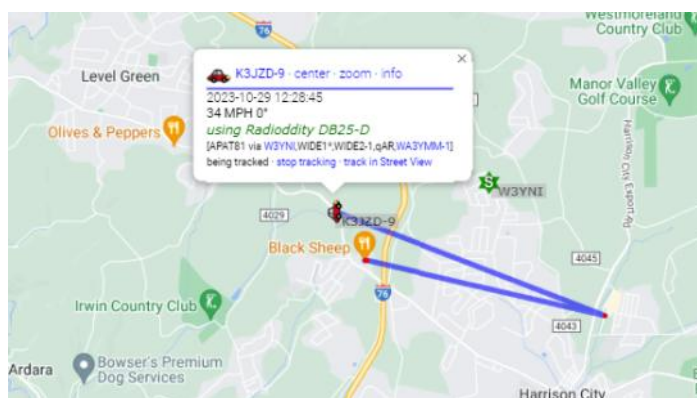 Westmoreland
Country Club
76
Level Green
K3JZD-9 · center · zoom · info
2023-10-29 12:28:45
34 MPH 0°
using Radioddity DB25-D
[APAT81 via W3YNI,WIDE1*,WIDE2-1,qAR,WA3YMM-1]
being tracked · stop tracking · track in Street View
Manor Valley
Golf Course
Olives & Peppers
Harrison City Export Rd
S
W3YNI
4029
K3JZD-9
Black Sheep
4045
76
Irwin Country Club
4043
Ardara
Bowser's Premium
Dog Services
Harrison City